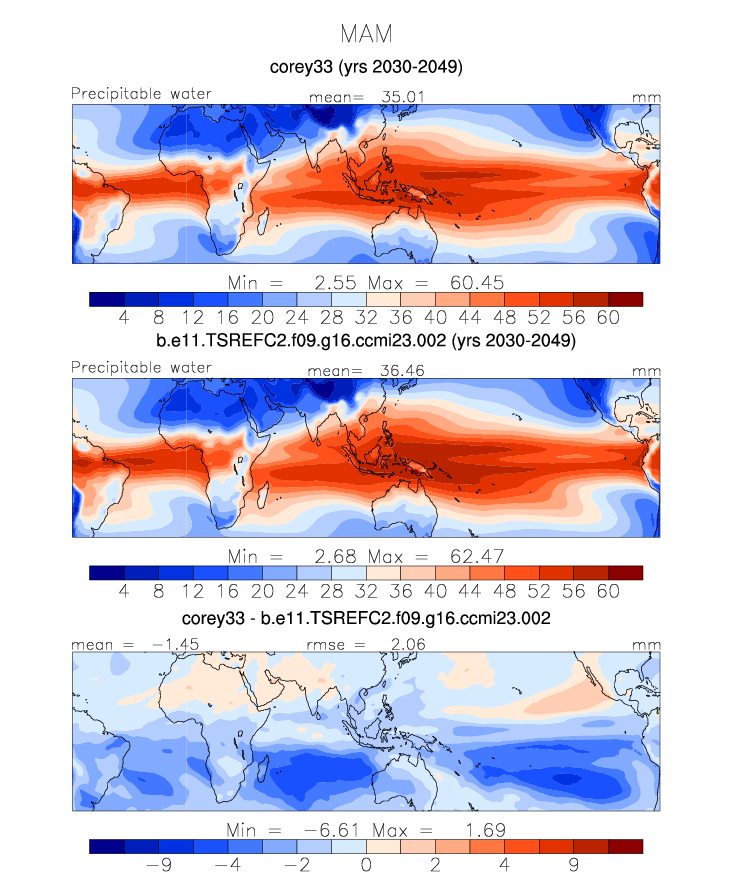 MAM
corey33 (yrs 2030-2049)
Precipitable water mean= 35.01 mm
Min = 2.55 Max = 60.45
4 8 12 16 20 24 28 32 36 40 44 48 52 56 60
b.e11.TSREFC2.f09.g16.ccmi23.002 (yrs 2030-2049)
Precipitable water mean= 36.46 mm
Min = 2.68 Max = 62.47
4 8 12 16 20 24 28 32 36 40 44 48 52 56 60
corey33 - b.e11.TSREFC2.f09.g16.ccmi23.002
mean = -1.45 rmse = 2.06 mm
Min = -6.61 Max = 1.69
-9 -4 -2 0 2 4 9